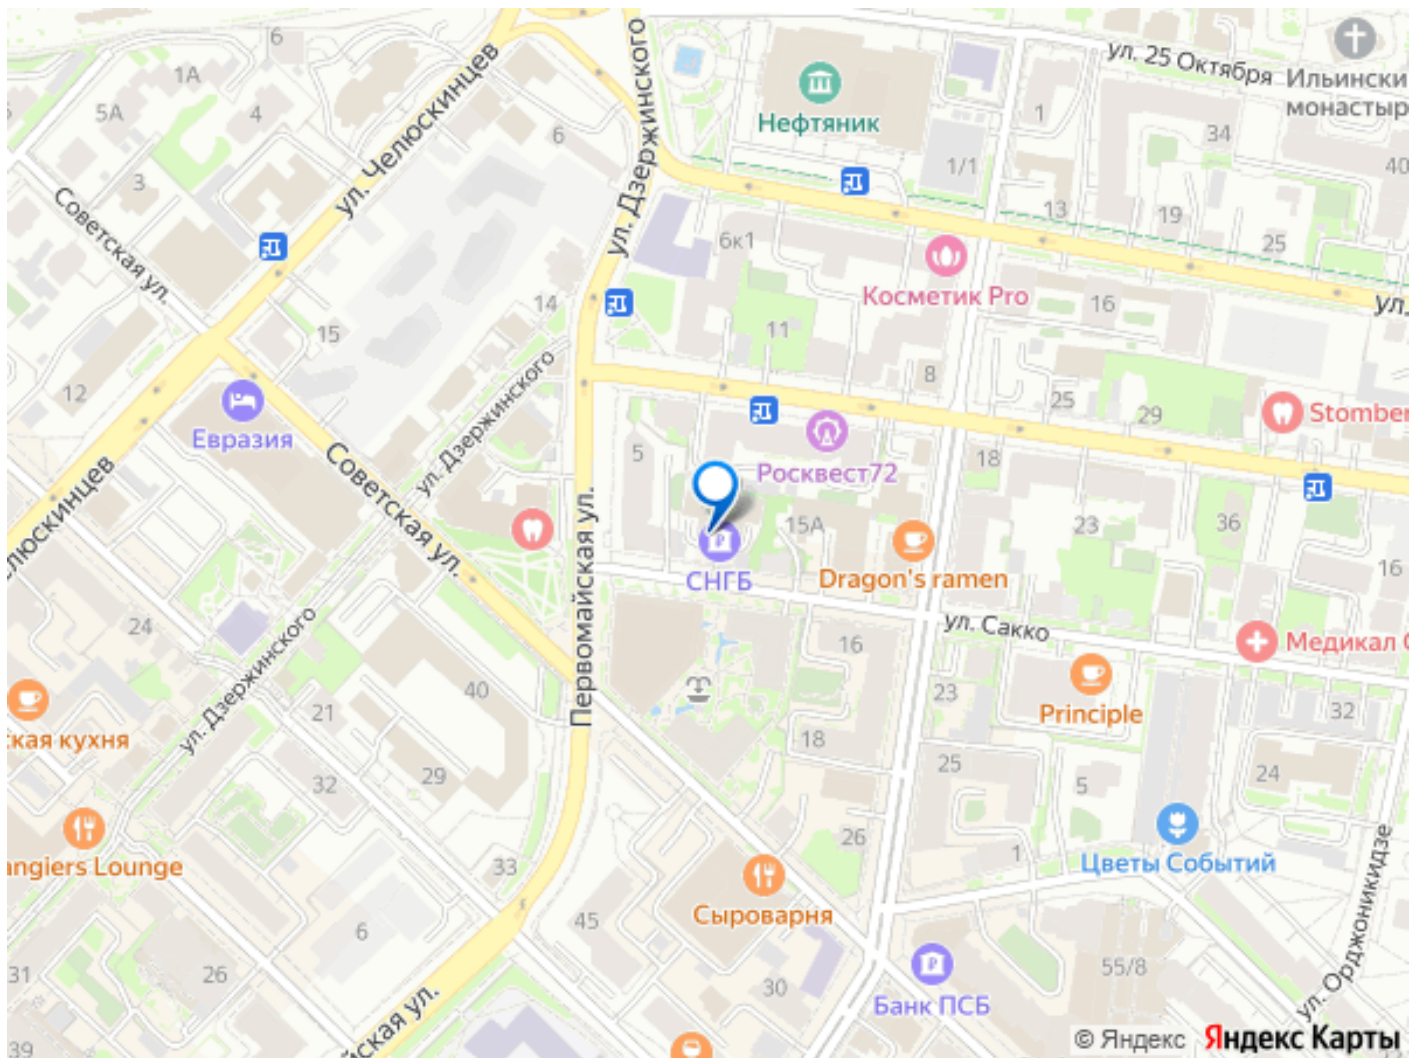 6
1А
5А
4
3
ул. Челюскинцев
6
ул. Дзержинского
Нефтяник
1
1/1
ул. 25 Октября
34
Ильински
монастыр
40
Советская ул.
6к1
13
19
25
Косметик Pro
16
ул.
15
14
11
12
8
25
29
Stomber
Евразия
ул. Дзержинского
5
Росквест72
18
Советская ул.
Первомайская ул.
15А
23
36
СНГБ
Dragon's ramen
16
елюскинцев
24
ул. Дзержинского
ул. Сакко
Медикал
16
40
23
Principle
32
ская кухня
21
18
25
24
32
29
5
angiers Lounge
33
26
1
Цветы Событий
ул. Орджоникидзе
Сыроварня
45
6
31
26
30
Банк ПСБ
55/8
йская ул.
39
© Яндекс Яндекс Карты